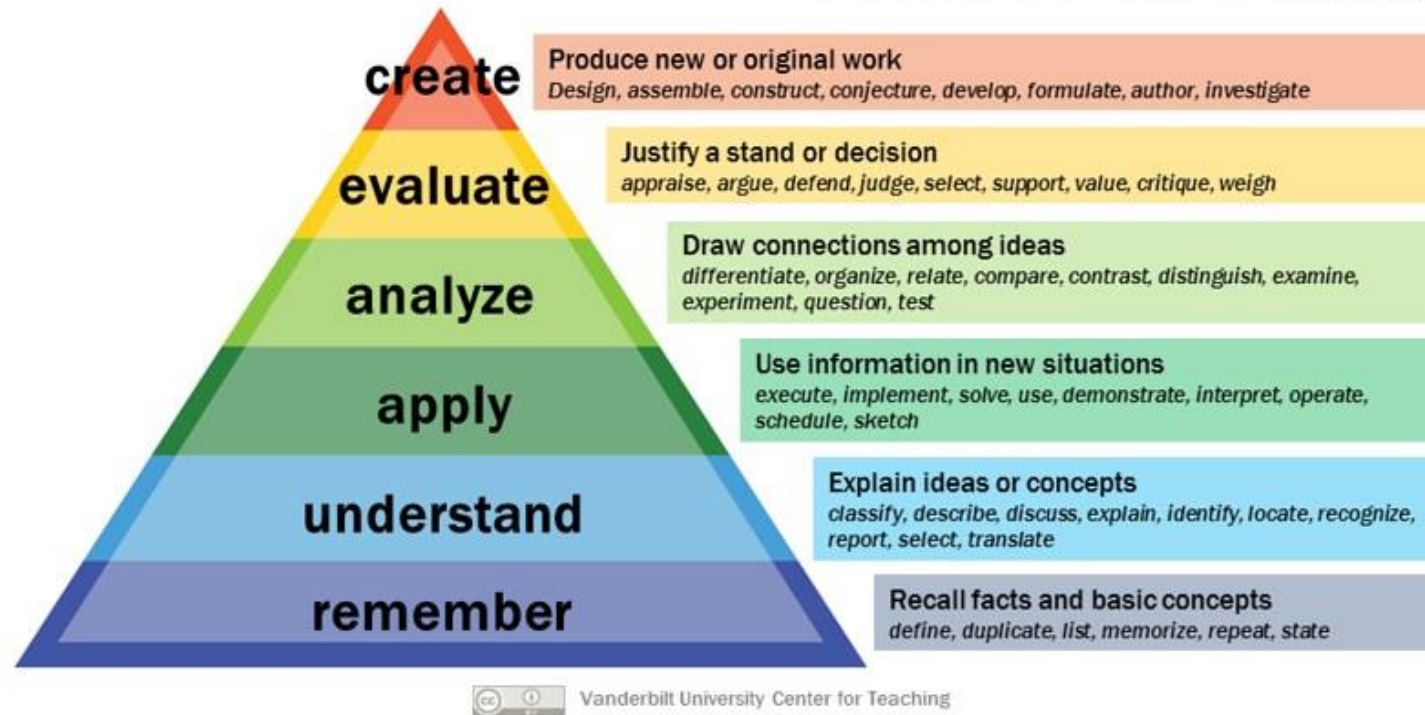 create
Produce new or original work
Design, assemble, construct, conjecture, develop, formulate, author, investigate
evaluate
Justify a stand or decision
appraise, argue, defend, judge, select, support, value, critique, weigh
analyze
Draw connections among ideas
differentiate, organize, relate, compare, contrast, distinguish, examine,
experiment, question, test
apply
Use information in new situations
execute, implement, solve, use, demonstrate, interpret, operate,
schedule, sketch
understand
Explain ideas or concepts
classify, describe, discuss, explain, identify, locate, recognize,
report, select, translate
remember
Recall facts and basic concepts
define, duplicate, list, memorize, repeat, state
cc
Vanderbilt University Center for Teaching